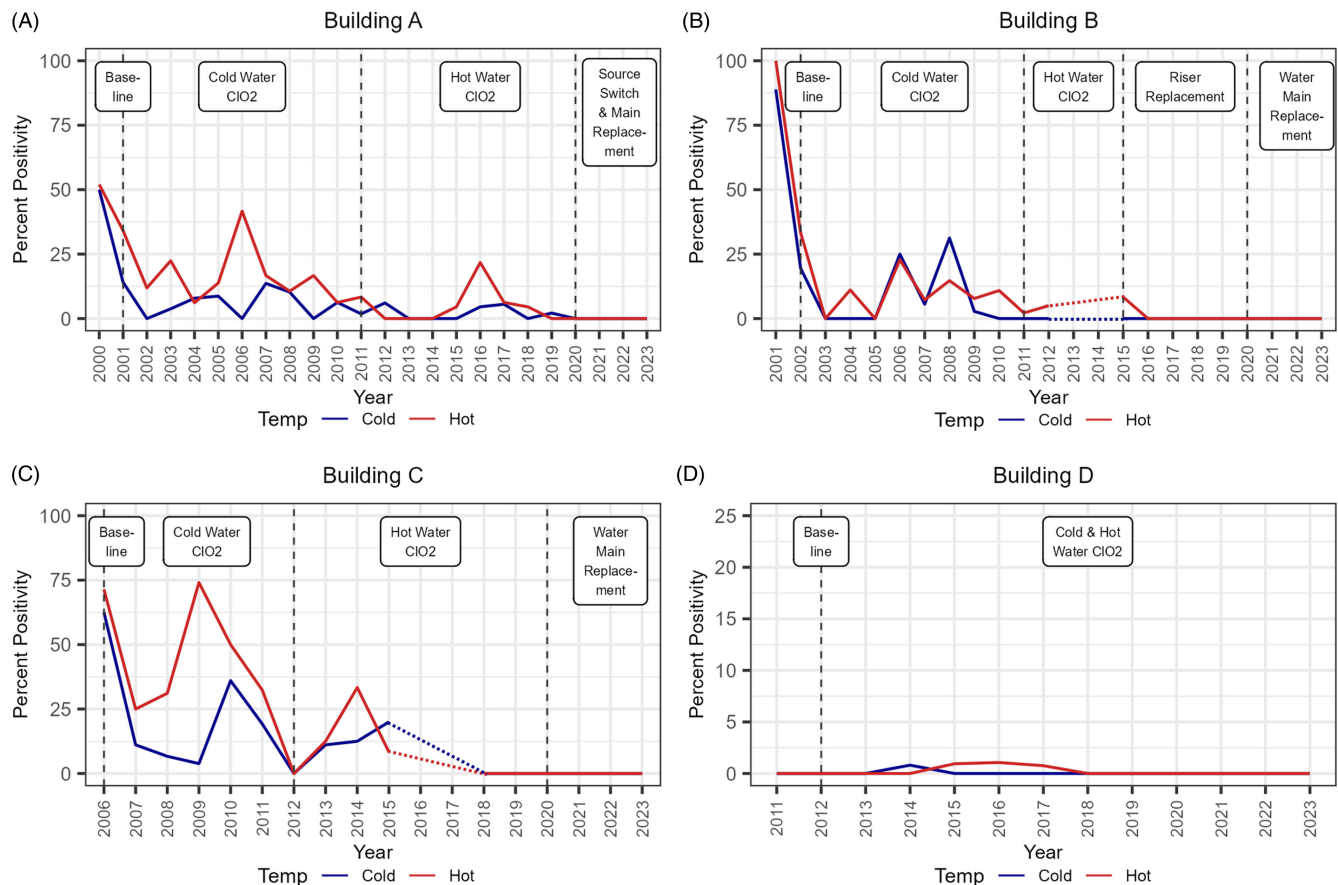 (A)
Building A
100
75
50
25
0
Percent Positivity
Base-
line
Cold Water
ClO2
Hot Water
ClO2
Source
Switch
& Main
Replace-
ment
2000
2001
2002
2003
2004
2005
2006
2007
2008
2009
2010
2011
2012
2013
2014
2015
2016
2017
2018
2019
2020
2021
2022
2023
Year
Temp Cold Hot
(B)
Building B
100
75
50
25
0
Percent Positivity
Base-
line
Cold Water
ClO2
Hot Water
ClO2
Riser
Replacement
Water
Main
Replace-
ment
2001
2002
2003
2004
2005
2006
2007
2008
2009
2010
2011
2012
2013
2014
2015
2016
2017
2018
2019
2020
2021
2022
2023
Year
Temp Cold Hot
(C)
Building C
100
75
50
25
0
Percent Positivity
Base-
line
Cold Water
ClO2
Hot Water
ClO2
Water
Main
Replace-
ment
2006
2007
2008
2009
2010
2011
2012
2013
2014
2015
2016
2017
2018
2019
2020
2021
2022
2023
Year
Temp Cold Hot
(D)
Building D
25
20
15
10
5
0
Percent Positivity
Base-
line
Cold & Hot
Water ClO2
2011
2012
2013
2014
2015
2016
2017
2018
2019
2020
2021
2022
2023
Year
Temp Cold Hot